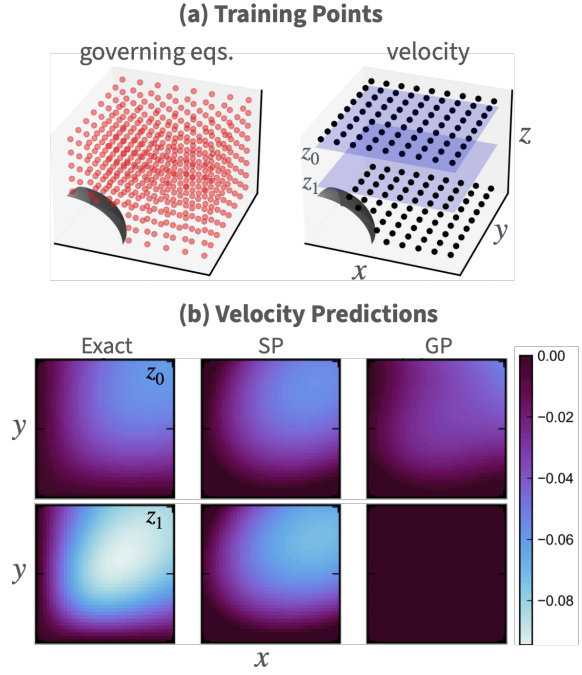 (a) Training Points
governing eqs.
velocity
z0
z1
z
y
x
(b) Velocity Predictions
Exact
SP
GP
z0
y
z1
y
x
0.00
−0.02
−0.04
−0.06
−0.08